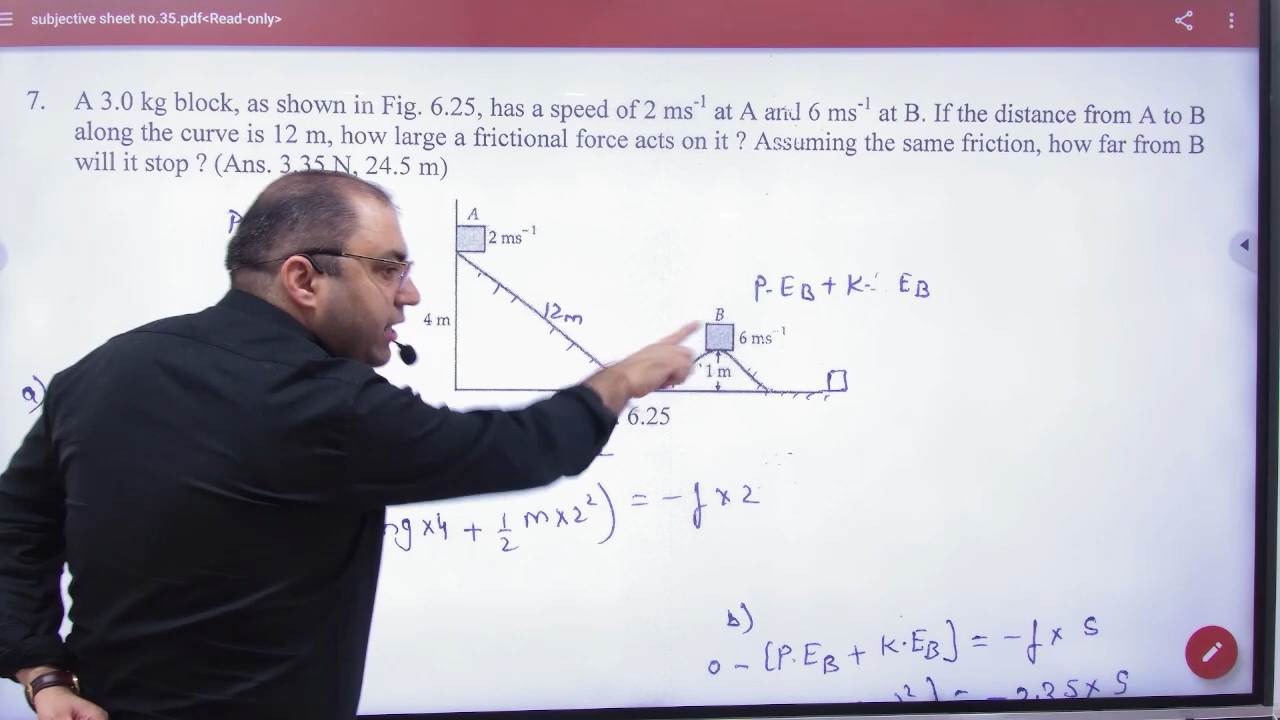 subjective sheet no.35.pdf<Read-only>
7. A 3.0 kg block, as shown in Fig. 6.25, has a speed of 2 ms⁻¹ at A and 6 ms⁻¹ at B. If the distance from A to B
along the curve is 12 m, how large a frictional force acts on it ? Assuming the same friction, how far from B
will it stop ? (Ans. 3.35 N, 24.5 m)
A
2 ms⁻¹
P.E_B + K. E_B
12m
B
4 m
6 ms⁻¹
1 m
a)
6.25
g×4 + 1/2 m×2²) = -f × 2
b)
0 - [P.E_B + K.E_B] = -f × S
²] = -3.35× S